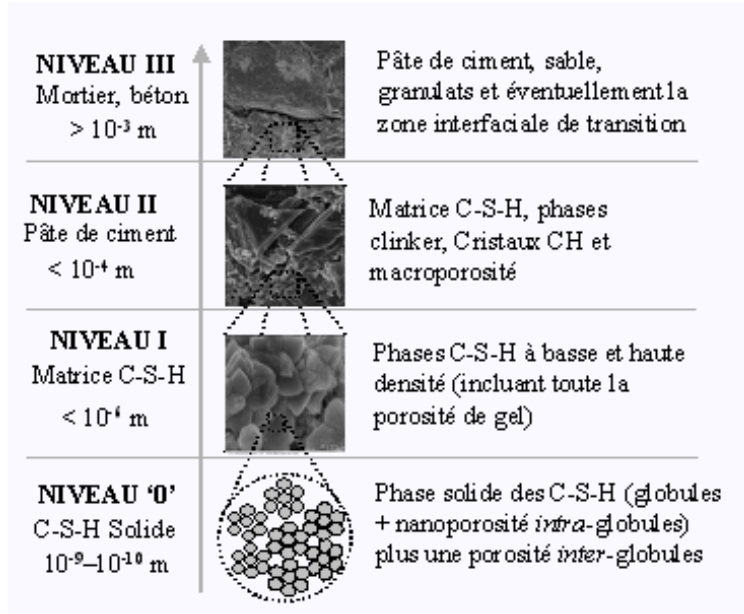 NIVEAU III
Mortier, béton
> 10⁻³ m
Pâte de ciment, sable,
granulats et éventuellement la
zone interfaciale de transition
NIVEAU II
Pâte de ciment
< 10⁻⁴ m
Matrice C-S-H, phases
clinker, Cristaux CH et
macroporosité
NIVEAU I
Matrice C-S-H
< 10⁻⁶ m
Phases C-S-H à basse et haute
densité (incluant toute la
porosité de gel)
NIVEAU ‘0’
C-S-H Solide
10⁻⁹–10⁻¹⁰ m
Phase solide des C-S-H (globules
+ nanoporosité intra-globules)
plus une porosité inter-globules